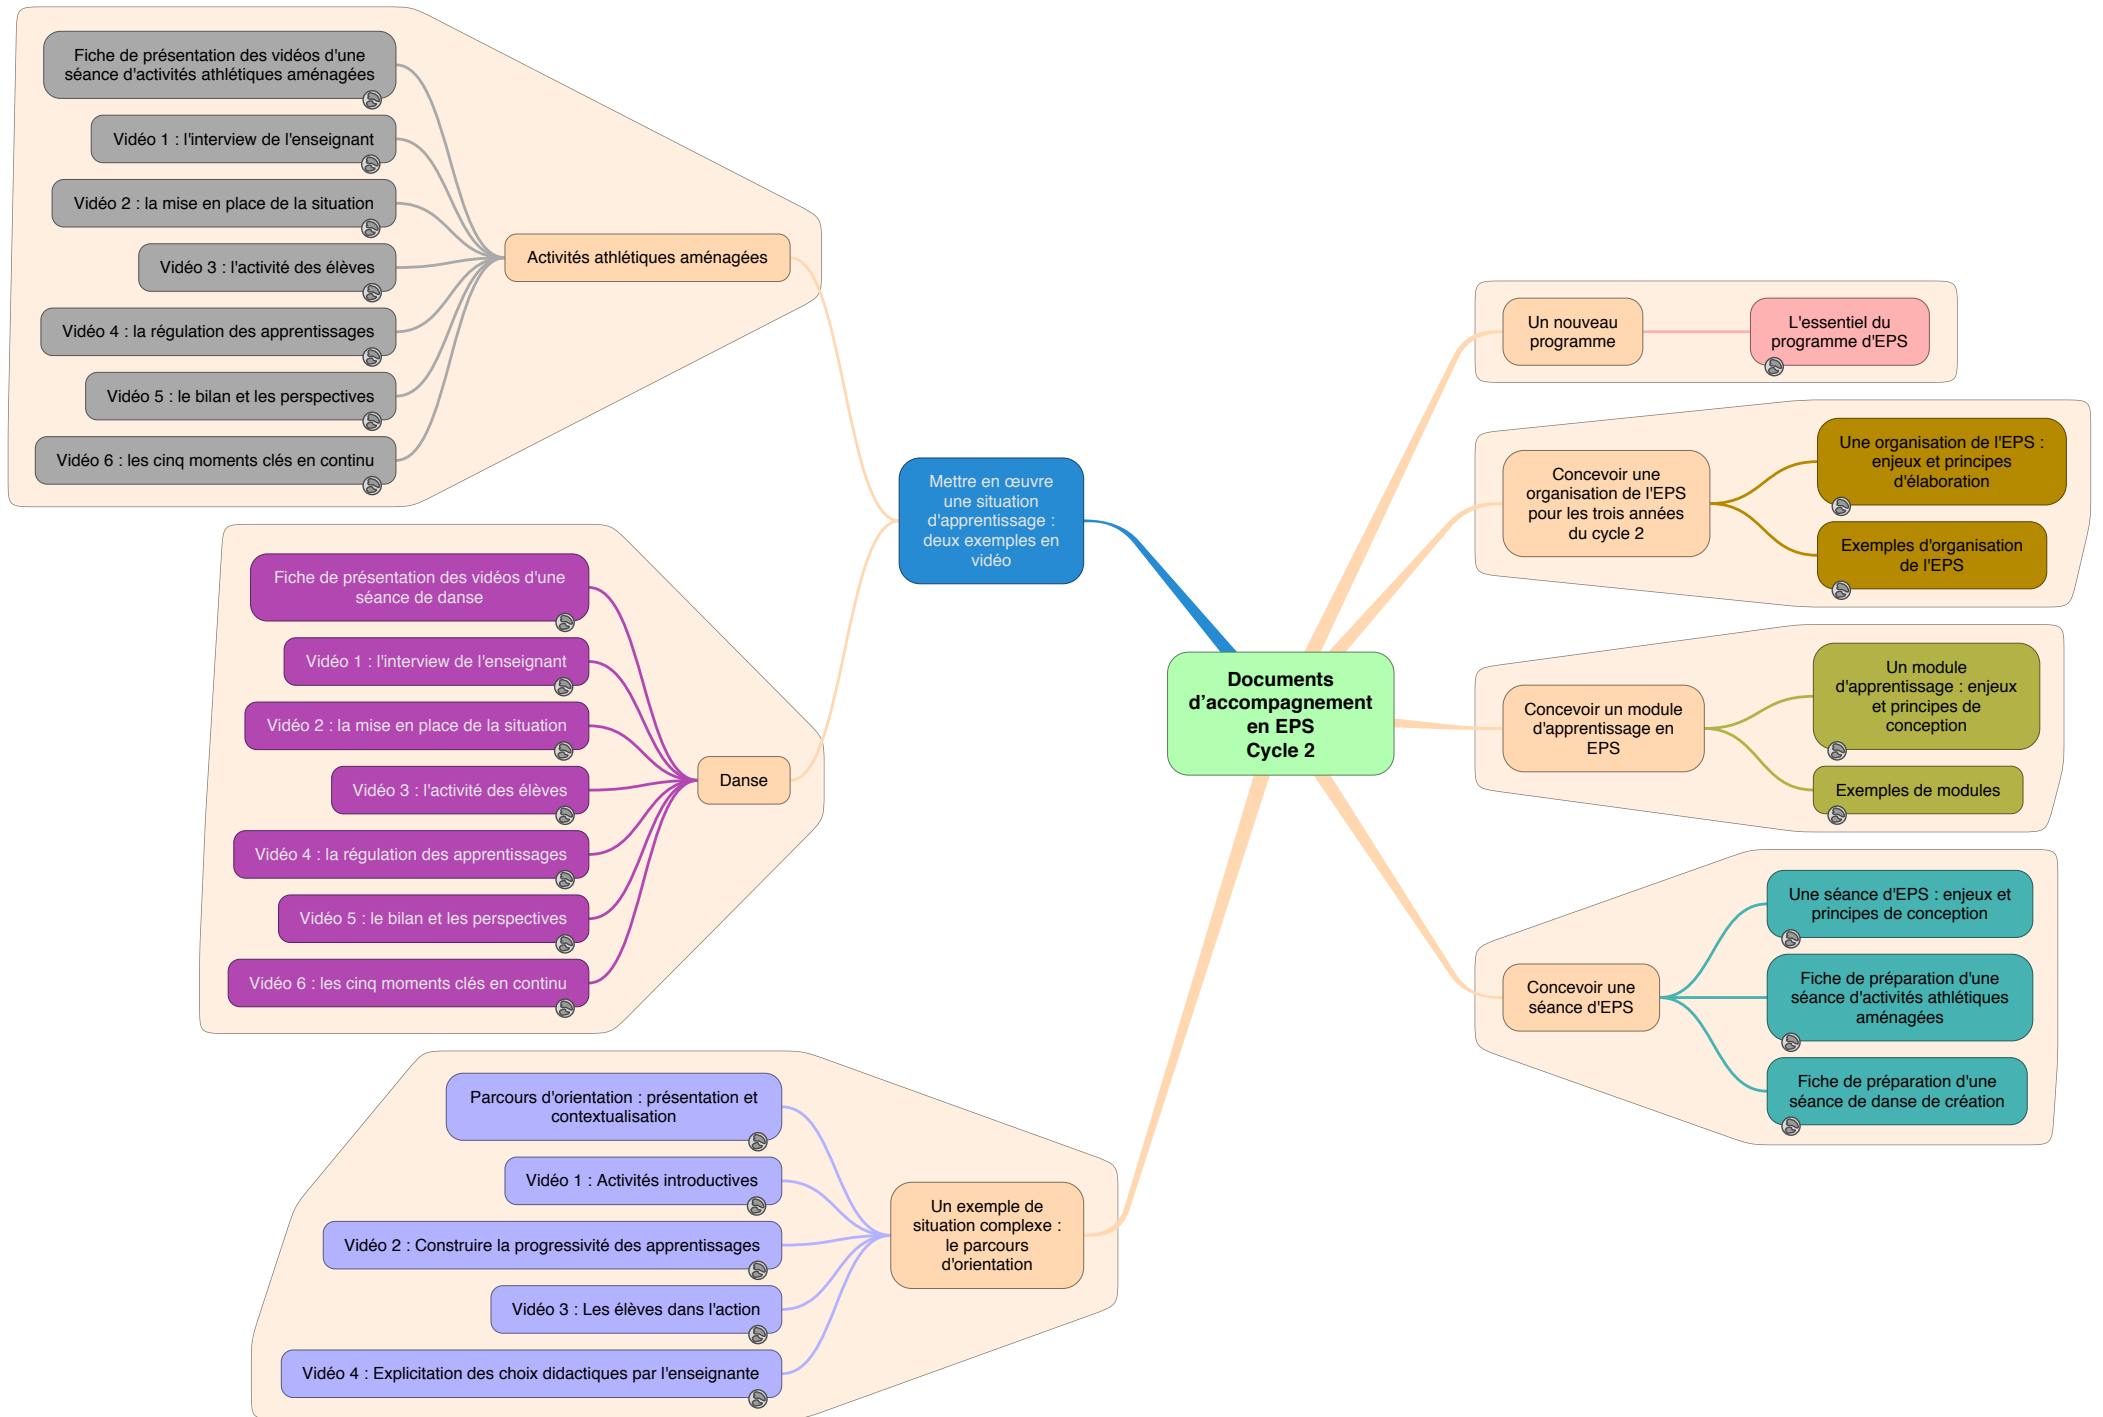 Documents
d’accompagnement
en EPS
Cycle 2
Un nouveau
programme
L'essentiel du
programme d'EPS
Concevoir une
organisation de l'EPS
pour les trois années
du cycle 2
Une organisation de l'EPS :
enjeux et principes
d'élaboration
Exemples d'organisation
de l'EPS
Concevoir un module
d'apprentissage en
EPS
Un module
d'apprentissage : enjeux
et principes de
conception
Exemples de modules
Concevoir une
séance d'EPS
Une séance d'EPS : enjeux et
principes de conception
Fiche de préparation d'une
séance d'activités athlétiques
aménagées
Fiche de préparation d'une
séance de danse de création
Mettre en œuvre
une situation
d'apprentissage :
deux exemples en
vidéo
Activités athlétiques aménagées
Fiche de présentation des vidéos d'une
séance d'activités athlétiques aménagées
Vidéo 1 : l'interview de l'enseignant
Vidéo 2 : la mise en place de la situation
Vidéo 3 : l'activité des élèves
Vidéo 4 : la régulation des apprentissages
Vidéo 5 : le bilan et les perspectives
Vidéo 6 : les cinq moments clés en continu
Danse
Fiche de présentation des vidéos d'une
séance de danse
Vidéo 1 : l'interview de l'enseignant
Vidéo 2 : la mise en place de la situation
Vidéo 3 : l'activité des élèves
Vidéo 4 : la régulation des apprentissages
Vidéo 5 : le bilan et les perspectives
Vidéo 6 : les cinq moments clés en continu
Un exemple de
situation complexe :
le parcours
d'orientation
Parcours d'orientation : présentation et
contextualisation
Vidéo 1 : Activités introductives
Vidéo 2 : Construire la progressivité des apprentissages
Vidéo 3 : Les élèves dans l'action
Vidéo 4 : Explicitation des choix didactiques par l'enseignante